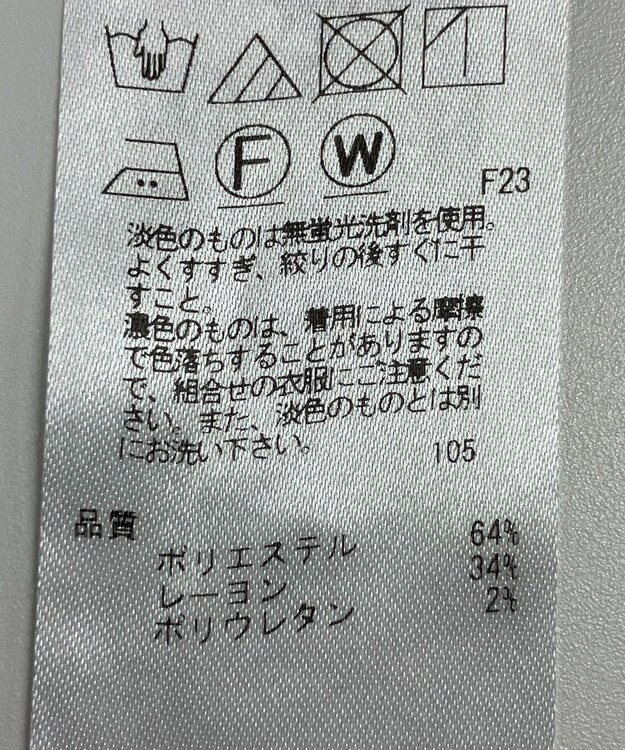 F
W
F23
淡色のものは無蛍光洗剤を使用。
よくすすぎ、絞りの後すぐに干
すこと。
濃色のものは、着用による摩擦
で色落ちすることがありますの
で、組合せの衣服にご注意くだ
さい。また、淡色のものとは別
にお洗い下さい。
105
品質
ポリエステル 64%
レーヨン 34%
ポリウレタン 2%